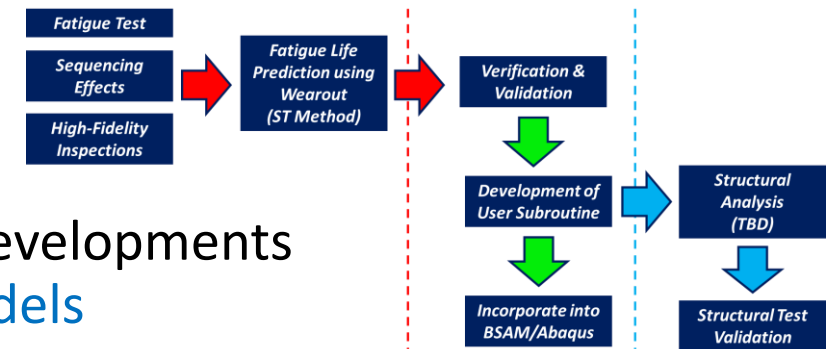 Fatigue Test
Sequencing
Effects
High-Fidelity
Inspections
Fatigue Life
Prediction using
Wearout
(ST Method)
Verification &
Validation
Development of
User Subroutine
Incorporate into
BSAM/Abaqus
Structural
Analysis
(TBD)
Structural Test
Validation
evelopments
dels